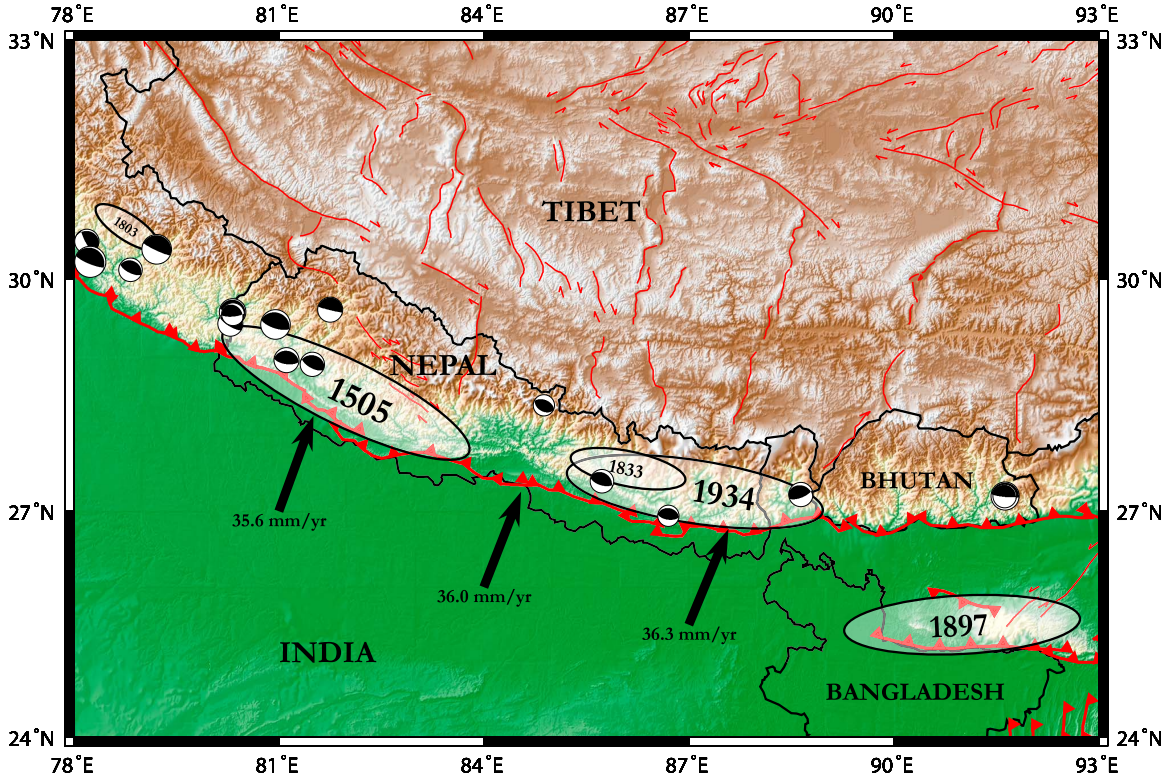 78˚E 81˚E 84˚E 87˚E 90˚E 93˚E
33˚N 33˚N
TIBET
1803
30˚N 30˚N
NEPAL
1505
1833
1934
BHUTAN
27˚N 27˚N
35.6 mm/yr
36.0 mm/yr
36.3 mm/yr
1897
INDIA
BANGLADESH
24˚N 24˚N
78˚E 81˚E 84˚E 87˚E 90˚E 93˚E